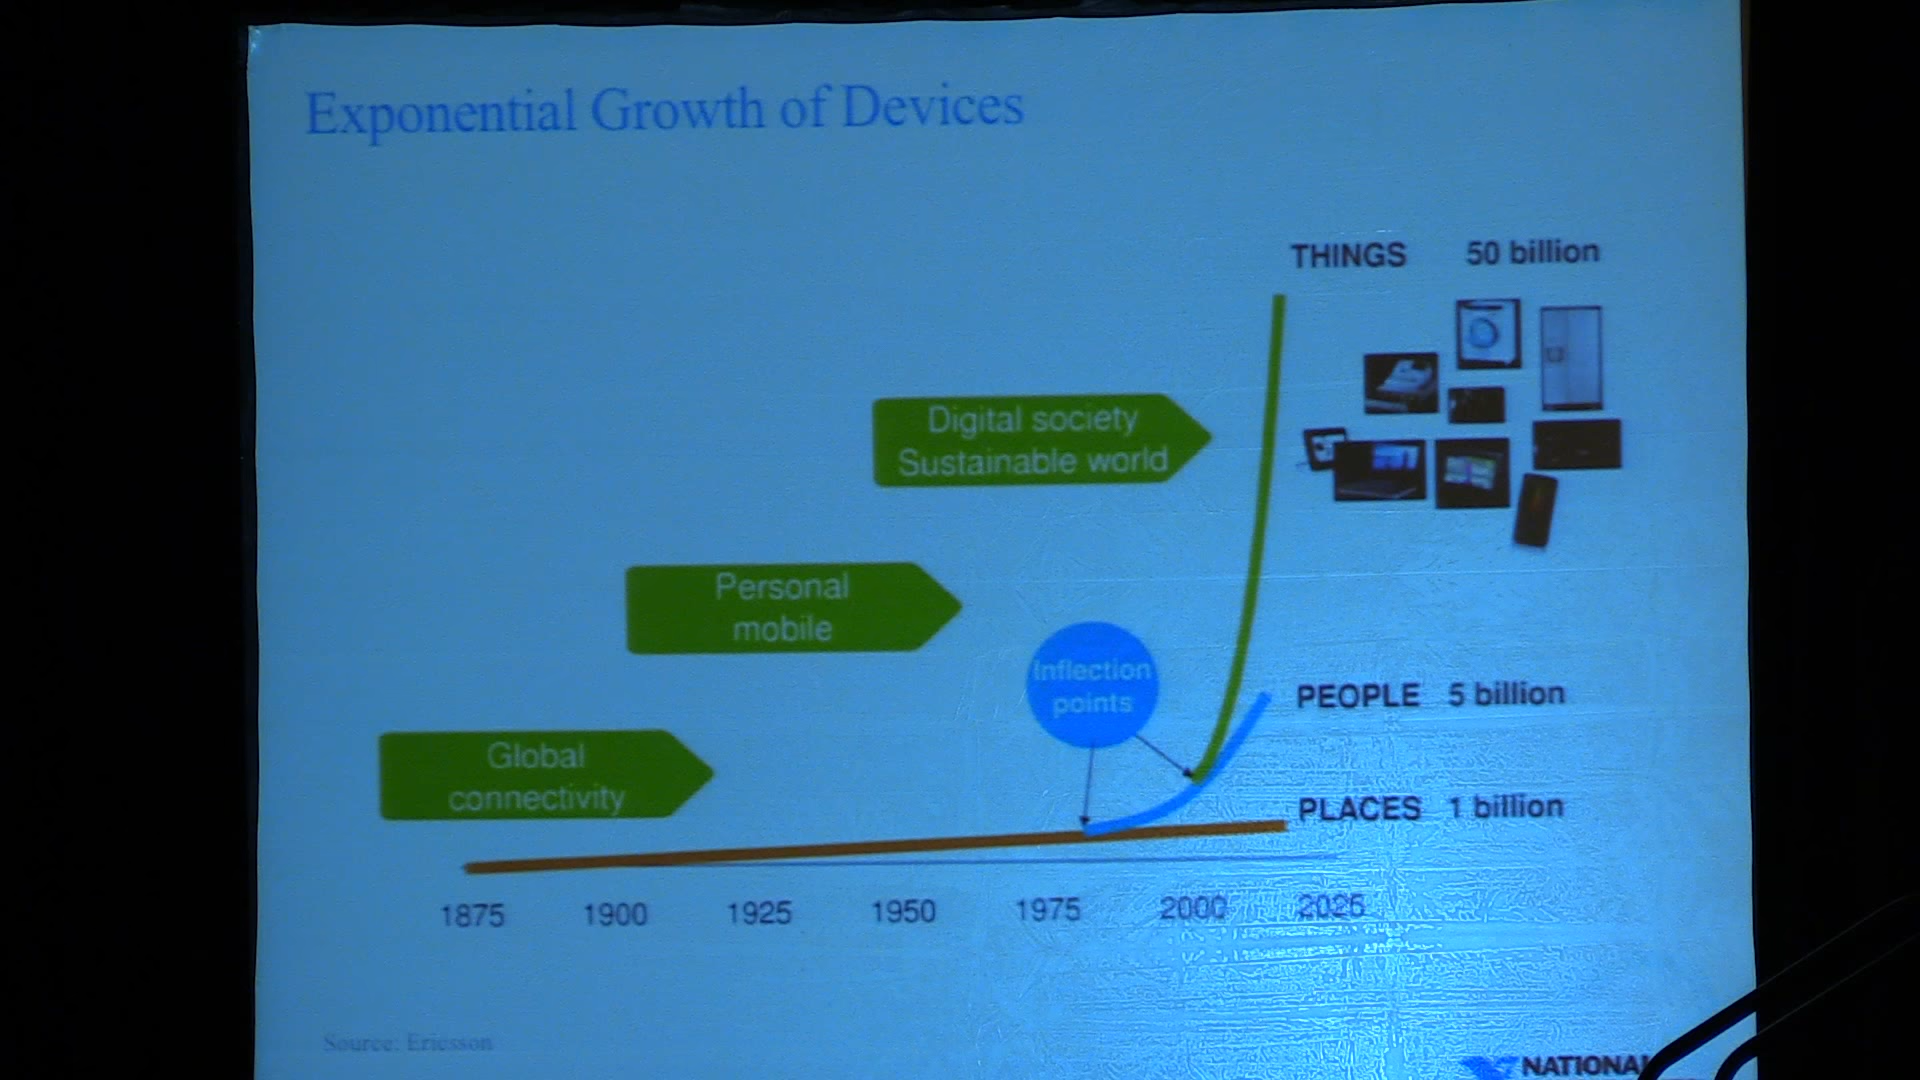 Exponential Growth of Devices
THINGS 50 billion
Digital society
Sustainable world
Personal
mobile
Inflection
points
PEOPLE 5 billion
Global
connectivity
PLACES 1 billion
1875 1900 1925 1950 1975 2000 2025
Source: Ericsson
NATIONAL